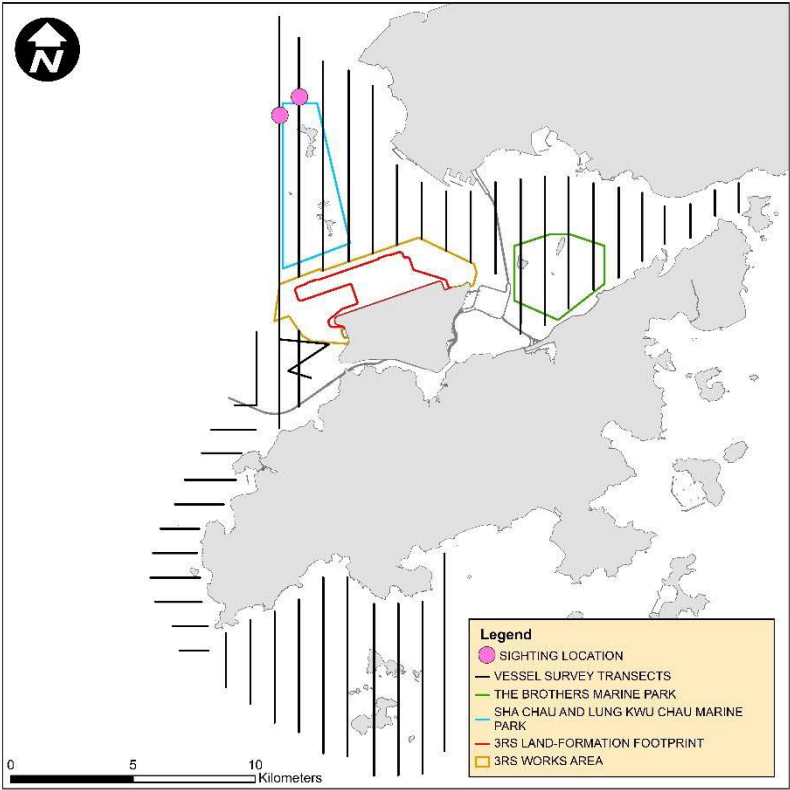 N
Legend
SIGHTING LOCATION
VESSEL SURVEY TRANSECTS
THE BROTHERS MARINE PARK
SHA CHAU AND LUNG KWU CHAU MARINE
PARK
3RS LAND-FORMATION FOOTPRINT
3RS WORKS AREA
0 5 10
Kilometers